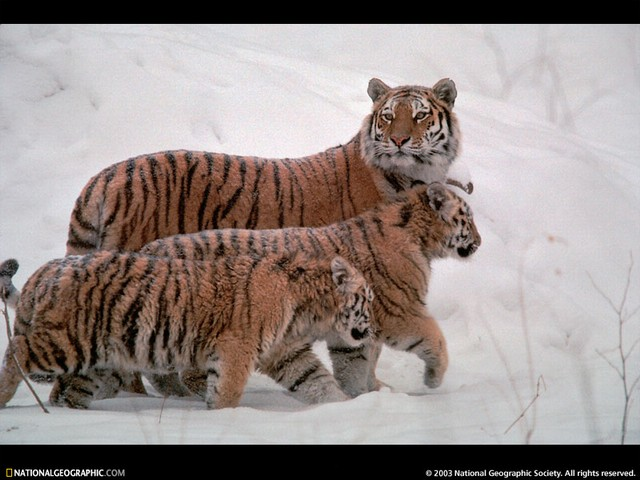 NATIONALGEOGRAPHIC.COM
© 2003 National Geographic Society. All rights reserved.